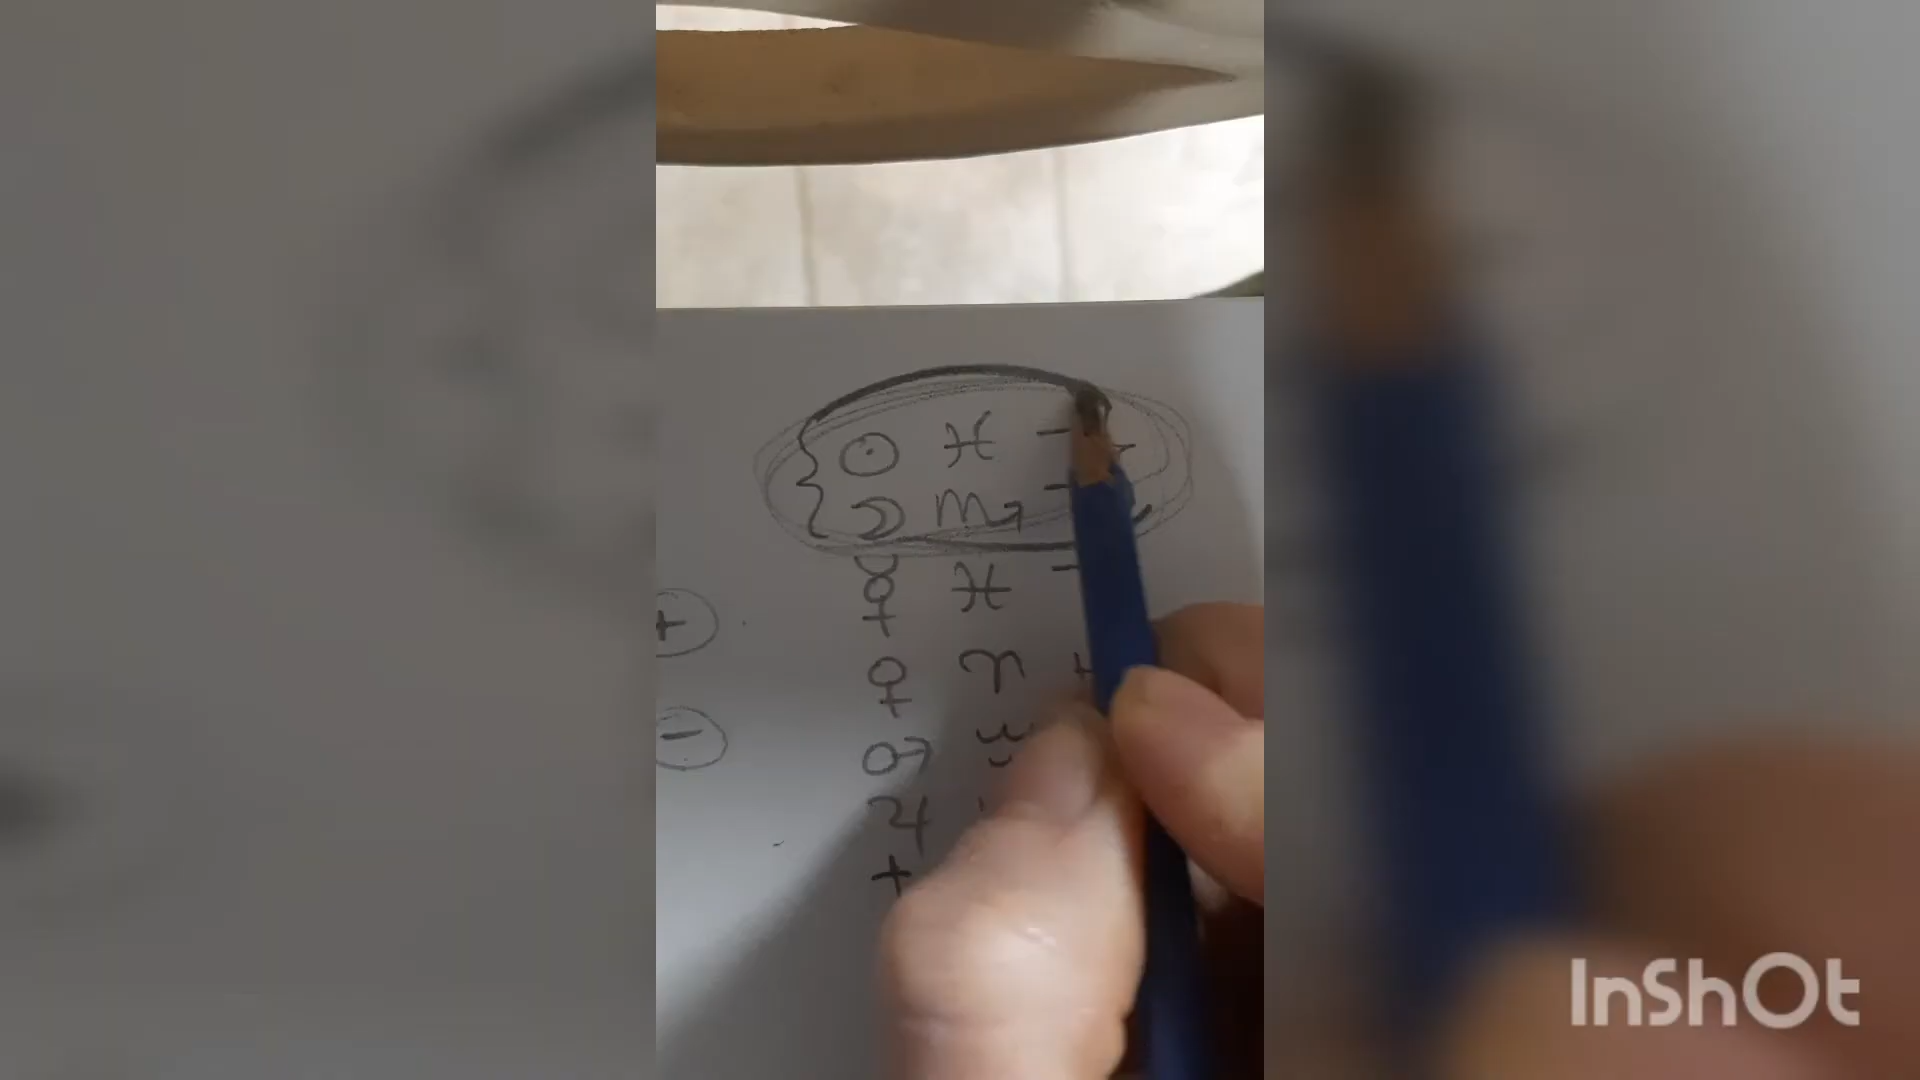 ☉ ♓ -
☽ ♏ -
☿ ♓ -
+
♀ ♈ +
-
♂
♃
+
InShOt